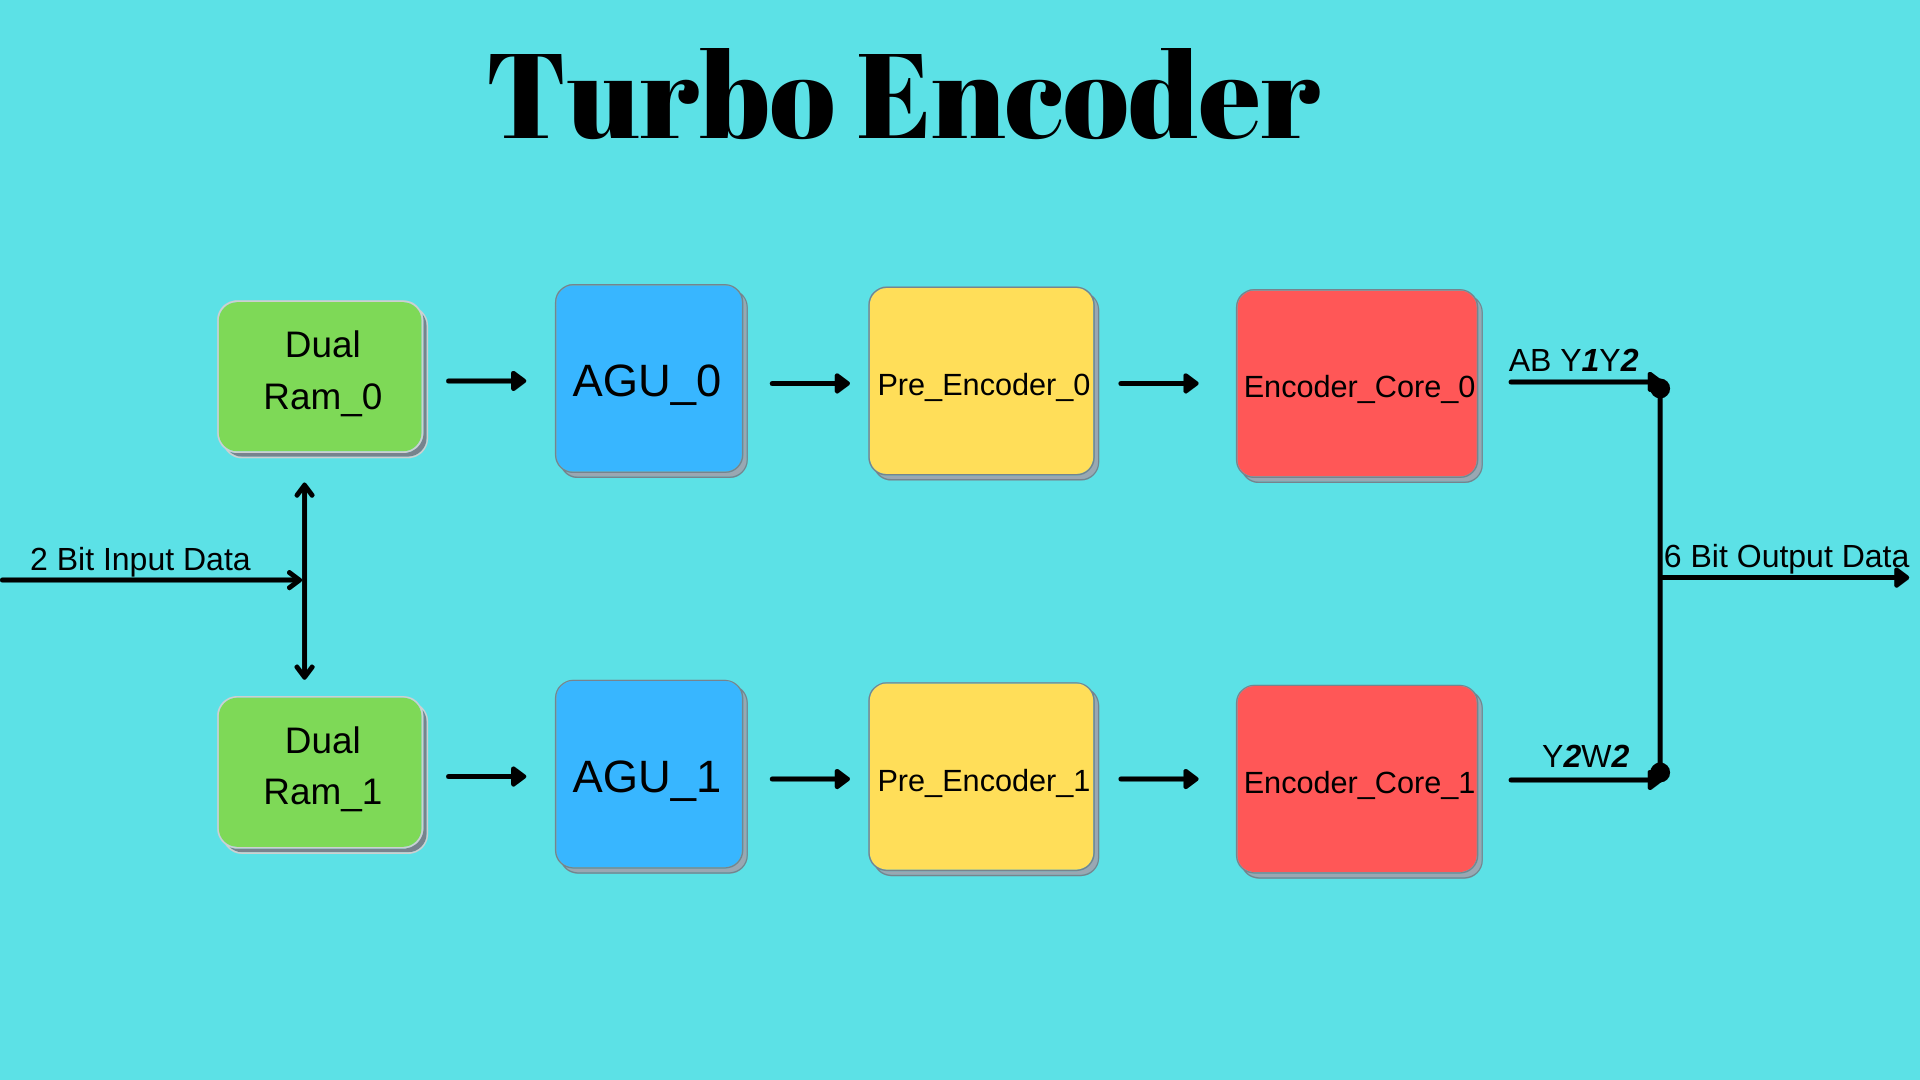 Turbo Encoder
Dual
Ram_0
AGU_0
Pre_Encoder_0
Encoder_Core_0
AB Y1Y2
2 Bit Input Data
6 Bit Output Data
Dual
Ram_1
AGU_1
Pre_Encoder_1
Encoder_Core_1
Y2W2